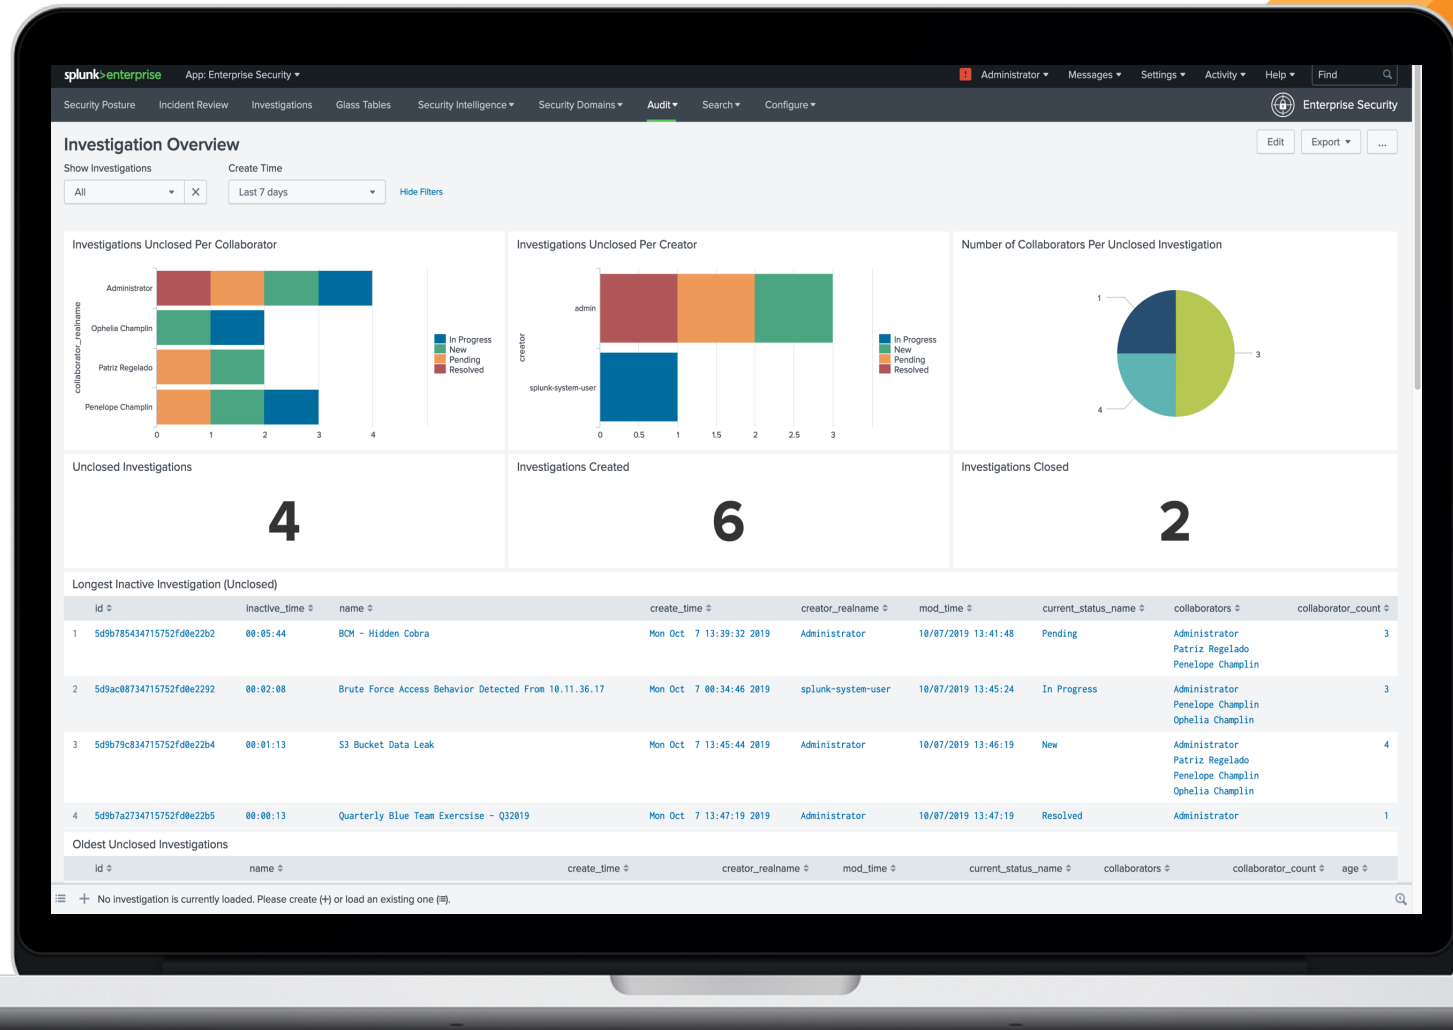 splunk>enterprise App: Enterprise Security ! Administrator Messages Settings Activity Help Find
Security Posture Incident Review Investigations Glass Tables Security Intelligence Security Domains Audit Search Configure Enterprise Security
Investigation Overview Edit Export ...
Show Investigations Create Time
All X Last 7 days Hide Filters
Investigations Unclosed Per Collaborator
collaborator_realname
Administrator
Ophelia Champlin
Patriz Regelado
Penelope Champlin
0 1 2 3 4
In Progress
New
Pending
Resolved
Investigations Unclosed Per Creator
creator
admin
splunk-system-user
0 0.5 1 1.5 2 2.5 3
In Progress
New
Pending
Resolved
Number of Collaborators Per Unclosed Investigation
1
3
4
Unclosed Investigations
4
Investigations Created
6
Investigations Closed
2
Longest Inactive Investigation (Unclosed)
id inactive_time name create_time creator_realname mod_time current_status_name collaborators collaborator_count
1 5d9b785434715752fd0e22b2 00:05:44 BCM - Hidden Cobra Mon Oct 7 13:39:32 2019 Administrator 10/07/2019 13:41:48 Pending Administrator 3
Patriz Regelado
Penelope Champlin
2 5d9ac08734715752fd0e2292 00:02:08 Brute Force Access Behavior Detected From 10.11.36.17 Mon Oct 7 00:34:46 2019 splunk-system-user 10/07/2019 13:45:24 In Progress Administrator 3
Penelope Champlin
Ophelia Champlin
3 5d9b79c834715752fd0e22b4 00:01:13 S3 Bucket Data Leak Mon Oct 7 13:45:44 2019 Administrator 10/07/2019 13:46:19 New Administrator 4
Patriz Regelado
Penelope Champlin
Ophelia Champlin
4 5d9b7a2734715752fd0e22b5 00:00:13 Quarterly Blue Team Exercsise - Q32019 Mon Oct 7 13:47:19 2019 Administrator 10/07/2019 13:47:19 Resolved Administrator 1
Oldest Unclosed Investigations
id name create_time creator_realname mod_time current_status_name collaborators collaborator_count age
No investigation is currently loaded. Please create (+) or load an existing one (≡).